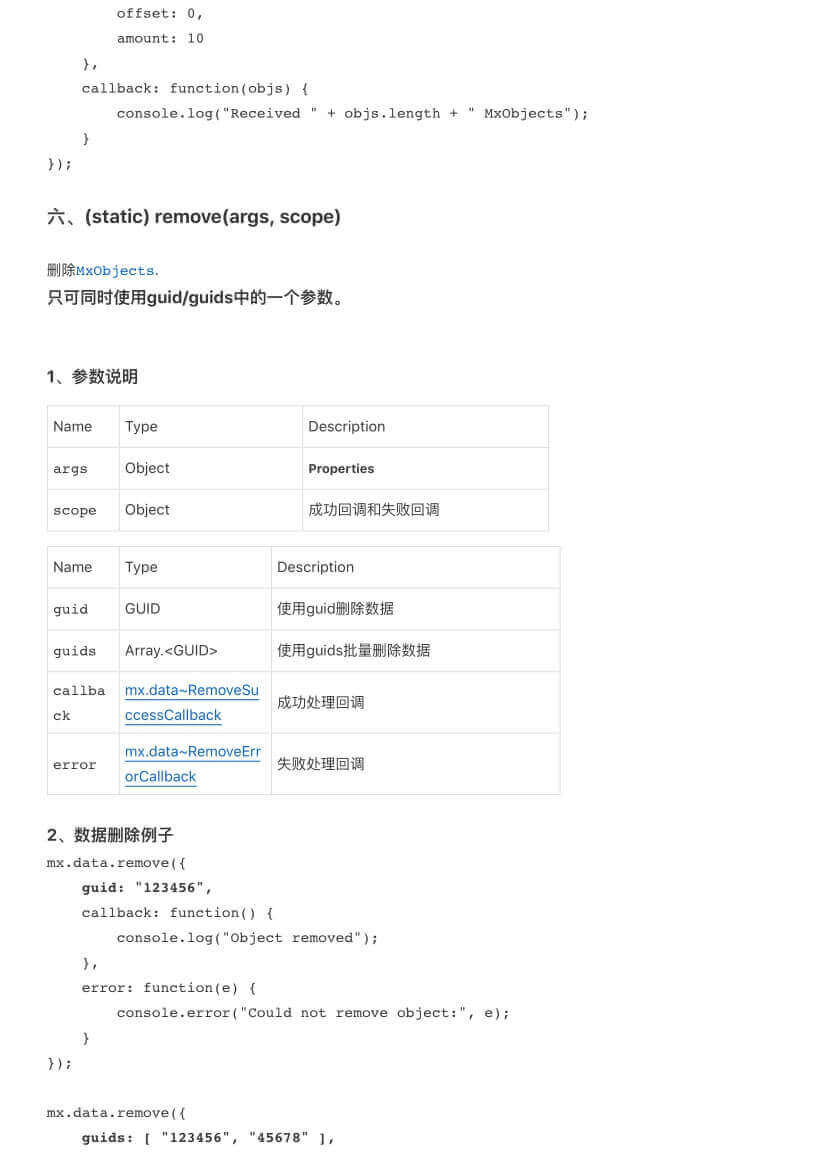 offset: 0,
        amount: 10
    },
    callback: function(objs) {
        console.log("Received " + objs.length + " MxObjects");
    }
});
六、(static) remove(args, scope)
删除MxObjects.
只可同时使用guid/guids中的一个参数。
1、参数说明
Name Type Description
args Object Properties
scope Object 成功回调和失败回调
Name Type Description
guid GUID 使用guid删除数据
guids Array.<GUID> 使用guids批量删除数据
callba
ck
mx.data~RemoveSu
ccessCallback
成功处理回调
error
mx.data~RemoveErr
orCallback
失败处理回调
2、数据删除例子
mx.data.remove({
    guid: "123456",
    callback: function() {
        console.log("Object removed");
    },
    error: function(e) {
        console.error("Could not remove object:", e);
    }
});
mx.data.remove({
    guids: [ "123456", "45678" ],